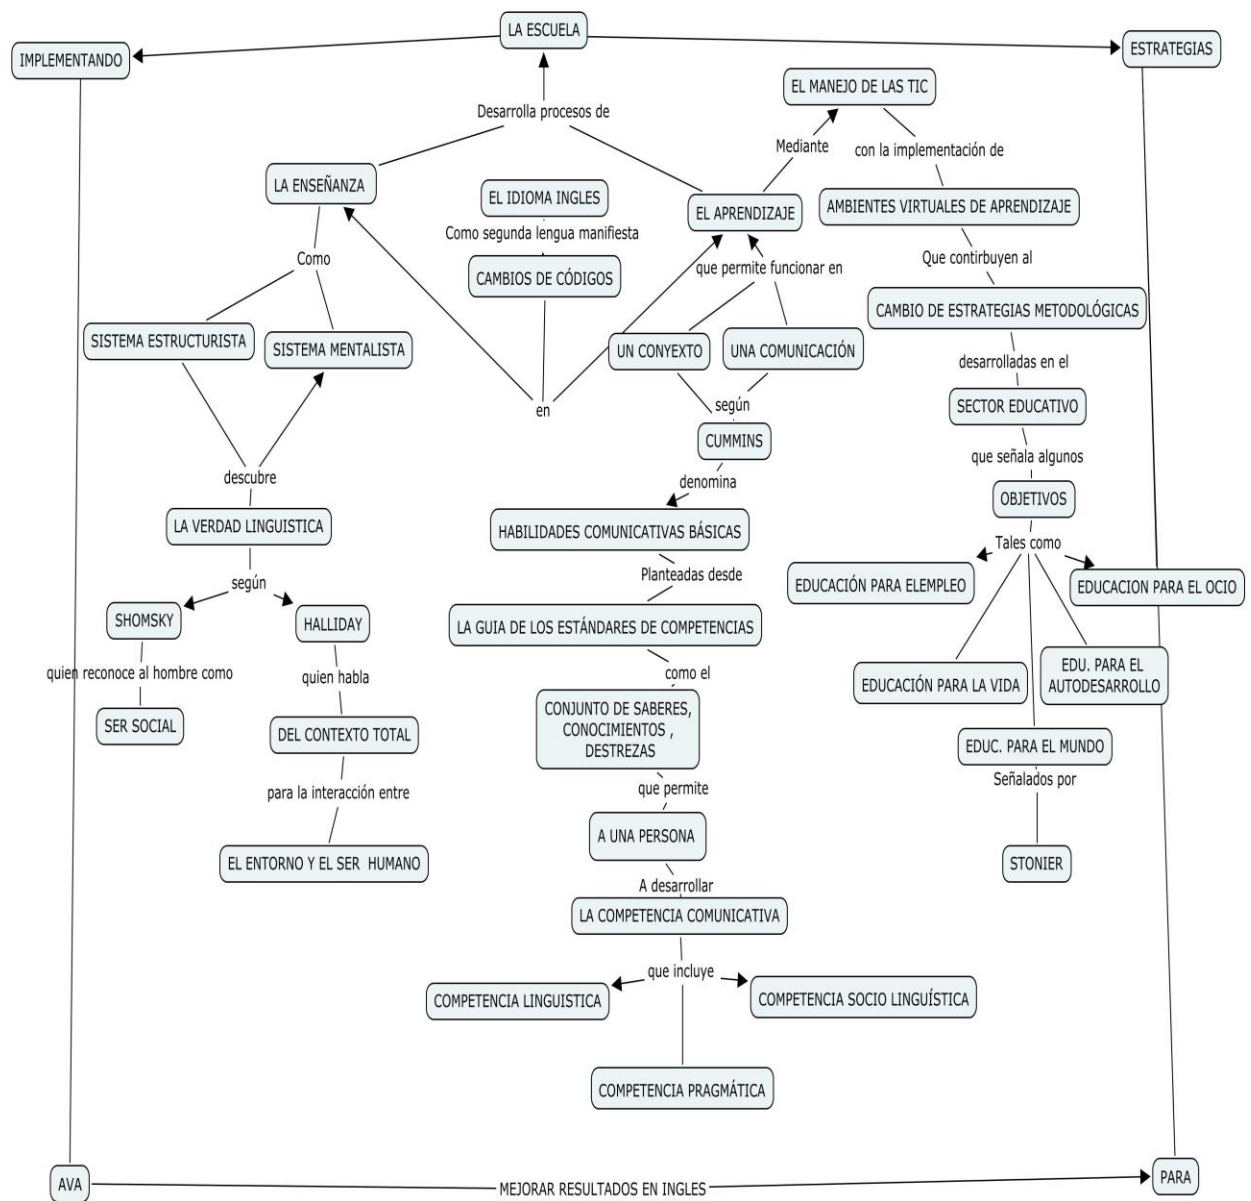 LA ESCUELA
IMPLEMENTANDO
ESTRATEGIAS
EL MANEJO DE LAS TIC
Desarrolla procesos de
Mediante
con la implementación de
LA ENSEÑANZA
EL IDIOMA INGLES
EL APRENDIZAJE
AMBIENTES VIRTUALES DE APRENDIZAJE
Como segunda lengua manifiesta
Como
CAMBIOS DE CÓDIGOS
que permite funcionar en
Que contirbuyen al
CAMBIO DE ESTRATEGIAS METODOLÓGICAS
SISTEMA ESTRUCTURISTA
SISTEMA MENTALISTA
UN CONYEXTO
UNA COMUNICACIÓN
desarrolladas en el
en
según
SECTOR EDUCATIVO
CUMMINS
que señala algunos
descubre
denomina
OBJETIVOS
LA VERDAD LINGUISTICA
HABILIDADES COMUNICATIVAS BÁSICAS
Tales como
según
Planteadas desde
EDUCACIÓN PARA ELEMPLEO
EDUCACION PARA EL OCIO
SHOMSKY
HALLIDAY
LA GUIA DE LOS ESTÁNDARES DE COMPETENCIAS
quien reconoce al hombre como
quien habla
como el
EDUCACIÓN PARA LA VIDA
EDU. PARA EL
AUTODESARROLLO
SER SOCIAL
DEL CONTEXTO TOTAL
CONJUNTO DE SABERES,
CONOCIMIENTOS ,
DESTREZAS
EDUC. PARA EL MUNDO
para la interacción entre
que permite
Señalados por
A UNA PERSONA
EL ENTORNO Y EL SER HUMANO
STONIER
A desarrollar
LA COMPETENCIA COMUNICATIVA
que incluye
COMPETENCIA LINGUISTICA
COMPETENCIA SOCIO LINGUÍSTICA
COMPETENCIA PRAGMÁTICA
AVA
MEJORAR RESULTADOS EN INGLES
PARA